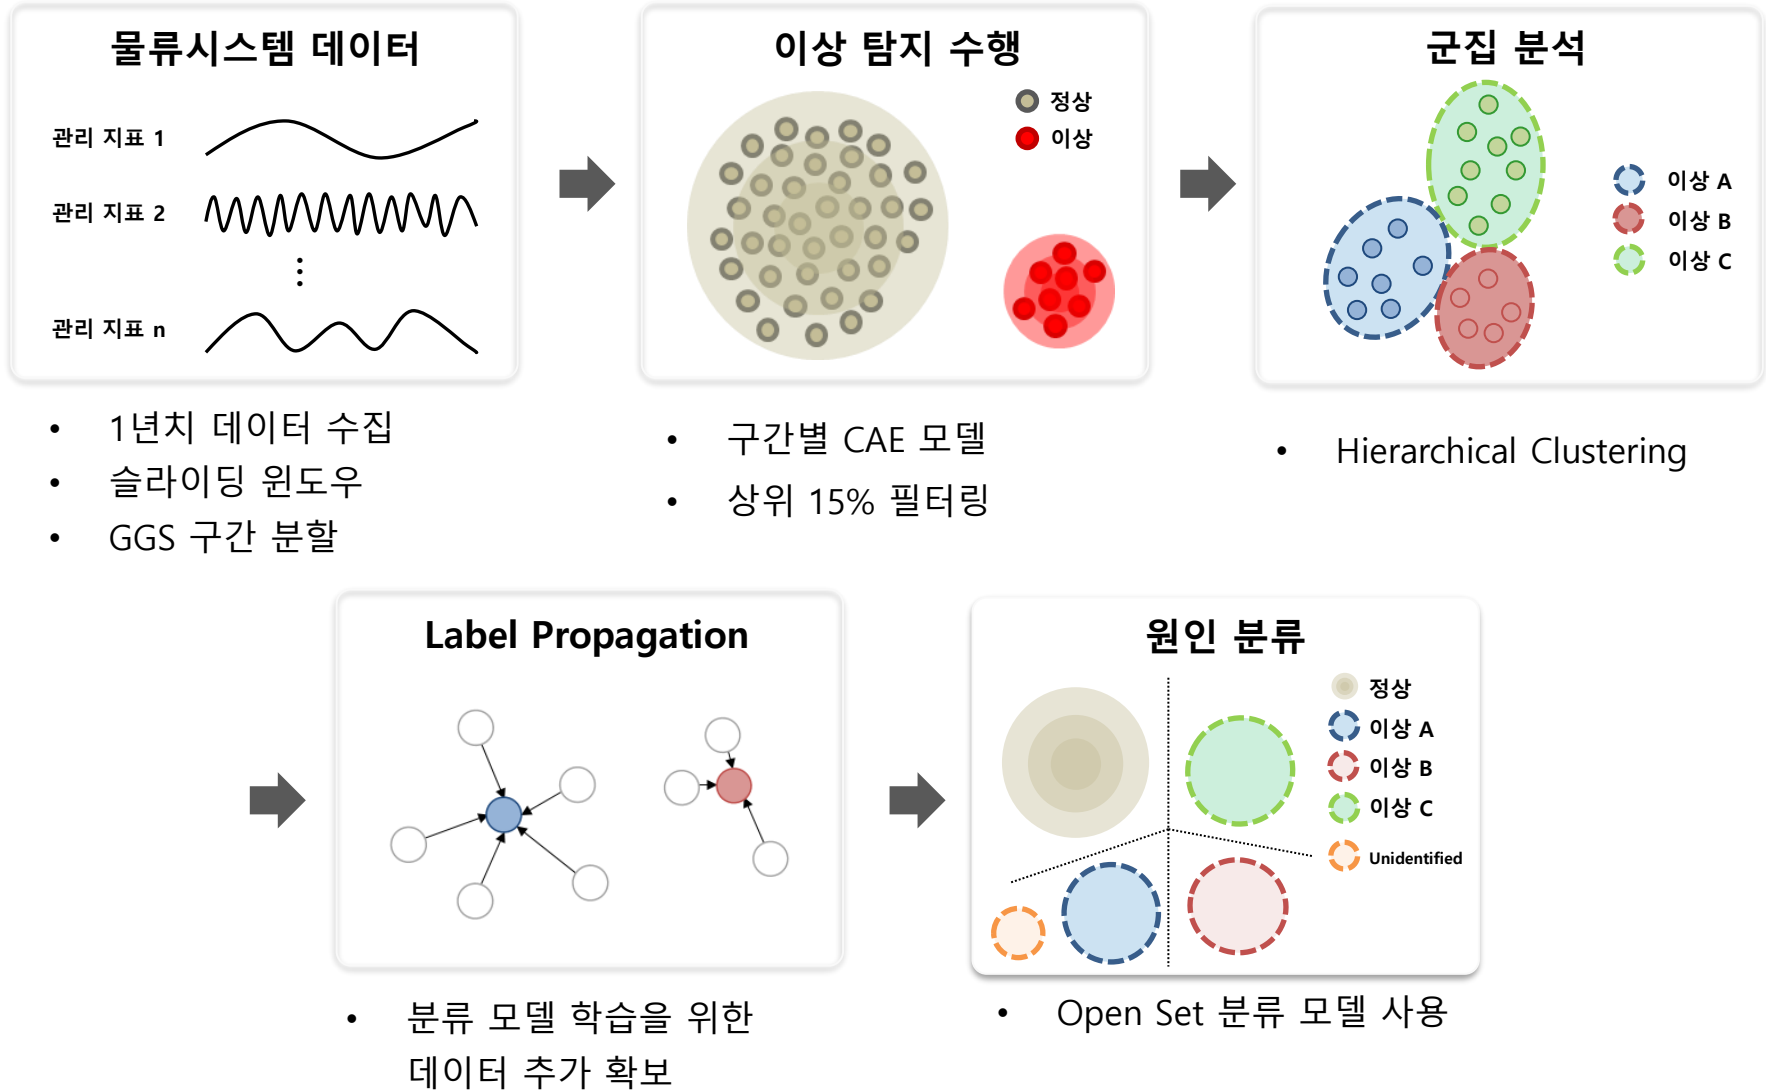 물류시스템 데이터
관리 지표 1
관리 지표 2
관리 지표 n
• 1년치 데이터 수집
• 슬라이딩 윈도우
• GGS 구간 분할
이상 탐지 수행
정상
이상
• 구간별 CAE 모델
• 상위 15% 필터링
군집 분석
이상 A
이상 B
이상 C
• Hierarchical Clustering
Label Propagation
• 분류 모델 학습을 위한
데이터 추가 확보
원인 분류
정상
이상 A
이상 B
이상 C
Unidentified
• Open Set 분류 모델 사용